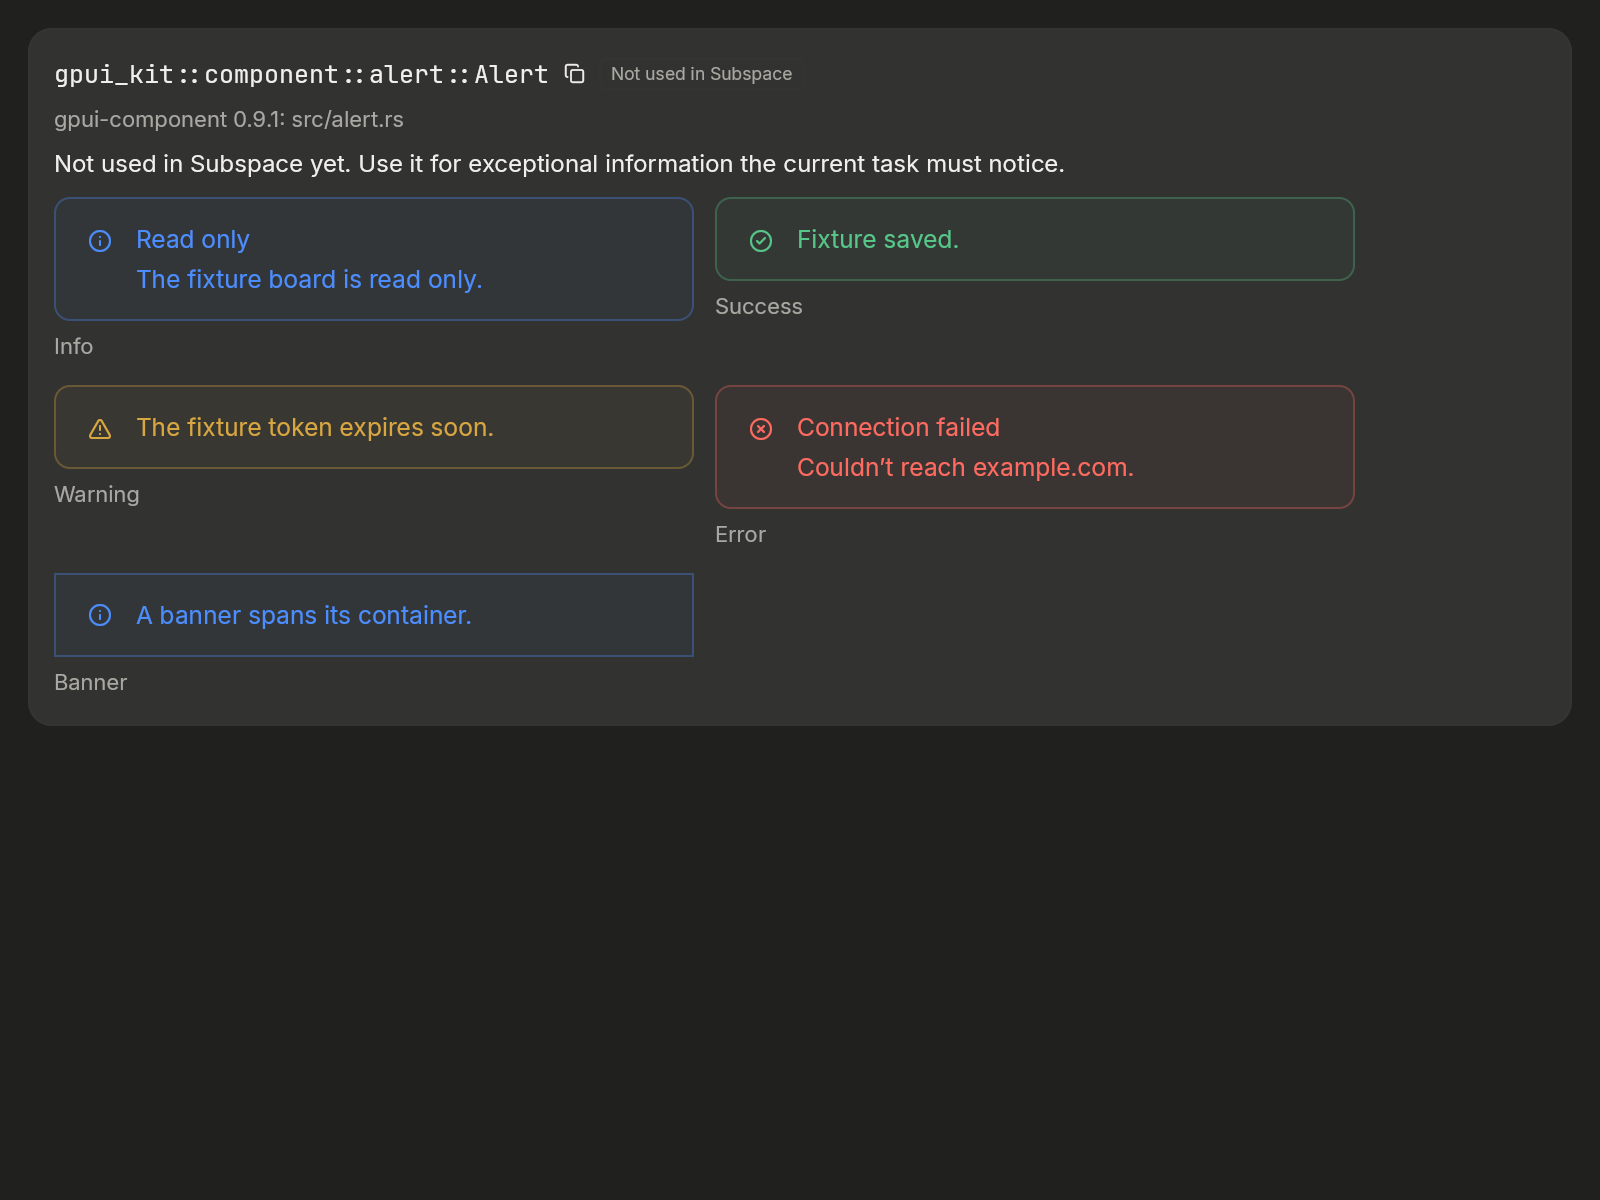 gpui_kit::component::alert::Alert Not used in Subspace
gpui-component 0.9.1: src/alert.rs
Not used in Subspace yet. Use it for exceptional information the current task must notice.
Read only
The fixture board is read only.
Info
Fixture saved.
Success
The fixture token expires soon.
Warning
Connection failed
Couldn’t reach example.com.
Error
A banner spans its container.
Banner